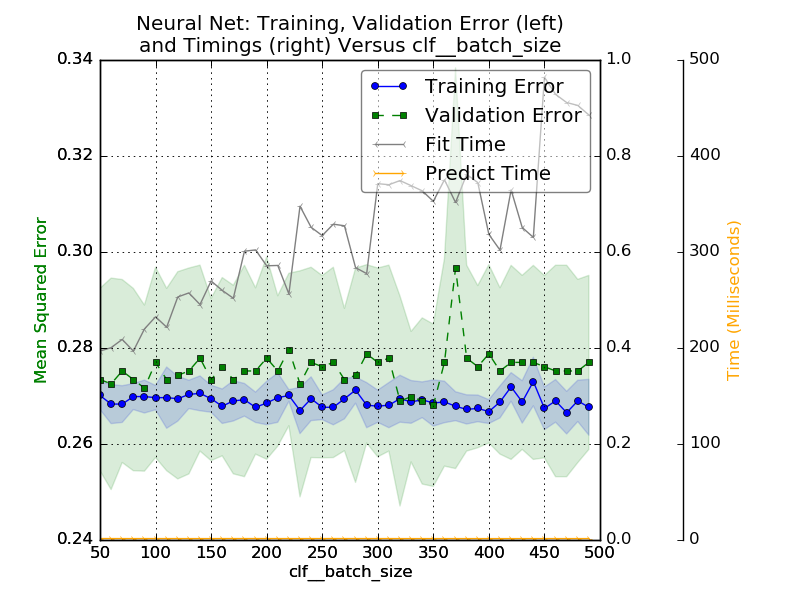 Neural Net: Training, Validation Error (left)
and Timings (right) Versus clf__batch_size
Training Error
Validation Error
Fit Time
Predict Time
Mean Squared Error
0.34
0.32
0.30
0.28
0.26
0.24
1.0
0.8
0.6
0.4
0.2
0.0
500
400
300
200
100
0
Time (Milliseconds)
50 100 150 200 250 300 350 400 450 500
clf__batch_size